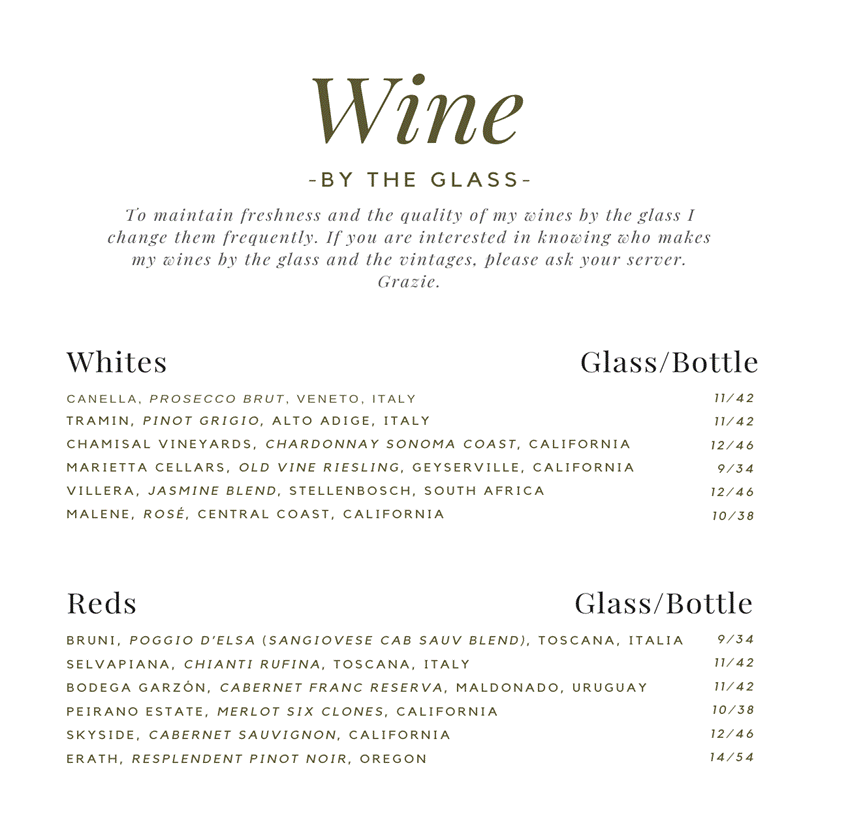 Wine
-BY THE GLASS-
To maintain freshness and the quality of my wines by the glass I
change them frequently. If you are interested in knowing who makes
my wines by the glass and the vintages, please ask your server.
Grazie.
Whites Glass/Bottle
CANELLA, PROSECCO BRUT, VENETO, ITALY 11/42
TRAMIN, PINOT GRIGIO, ALTO ADIGE, ITALY 11/42
CHAMISAL VINEYARDS, CHARDONNAY SONOMA COAST, CALIFORNIA 12/46
MARIETTA CELLARS, OLD VINE RIESLING, GEYSERVILLE, CALIFORNIA 9/34
VILLERA, JASMINE BLEND, STELLENBOSCH, SOUTH AFRICA 12/46
MALENE, ROSÉ, CENTRAL COAST, CALIFORNIA 10/38
Reds Glass/Bottle
BRUNI, POGGIO D'ELSA (SANGIOVESE CAB SAUV BLEND), TOSCANA, ITALIA 9/34
SELVAPIANA, CHIANTI RUFINA, TOSCANA, ITALY 11/42
BODEGA GARZÓN, CABERNET FRANC RESERVA, MALDONADO, URUGUAY 11/42
PEIRANO ESTATE, MERLOT SIX CLONES, CALIFORNIA 10/38
SKYSIDE, CABERNET SAUVIGNON, CALIFORNIA 12/46
ERATH, RESPLENDENT PINOT NOIR, OREGON 14/54